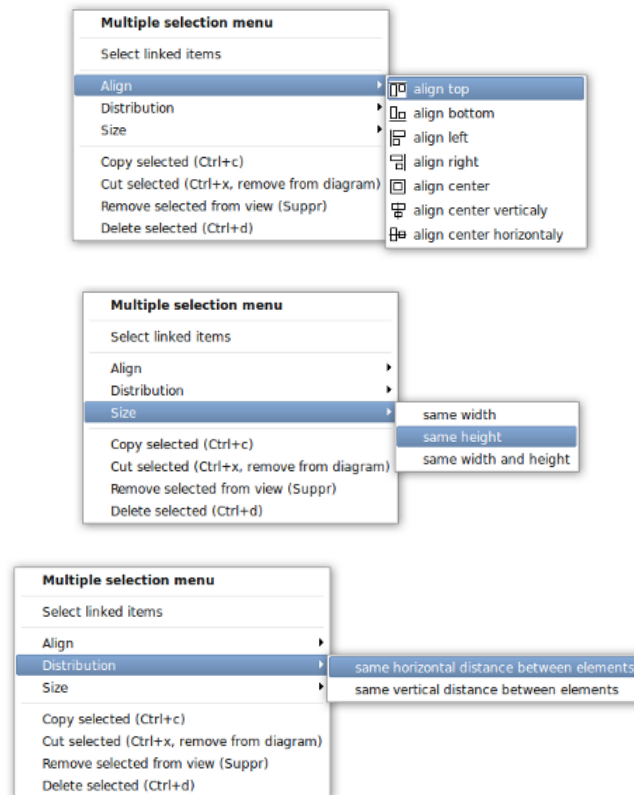 Multiple selection menu
Select linked items
Align
Distribution
Size
Copy selected (Ctrl+c)
Cut selected (Ctrl+x, remove from diagram)
Remove selected from view (Suppr)
Delete selected (Ctrl+d)
align top
align bottom
align left
align right
align center
align center verticaly
align center horizontaly
Multiple selection menu
Select linked items
Align
Distribution
Size
Copy selected (Ctrl+c)
Cut selected (Ctrl+x, remove from diagram)
Remove selected from view (Suppr)
Delete selected (Ctrl+d)
same width
same height
same width and height
Multiple selection menu
Select linked items
Align
Distribution
Size
Copy selected (Ctrl+c)
Cut selected (Ctrl+x, remove from diagram)
Remove selected from view (Suppr)
Delete selected (Ctrl+d)
same horizontal distance between elements
same vertical distance between elements